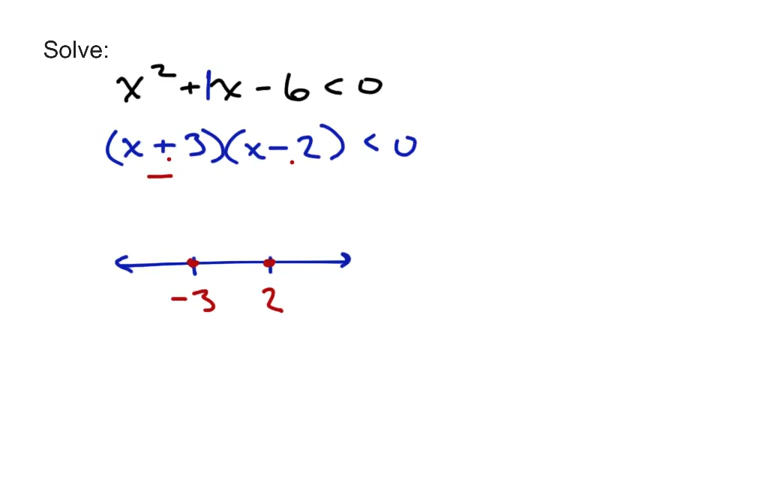 Solve:
x² + 1x - 6 < 0
(x + 3)(x - 2) < 0
-3 2